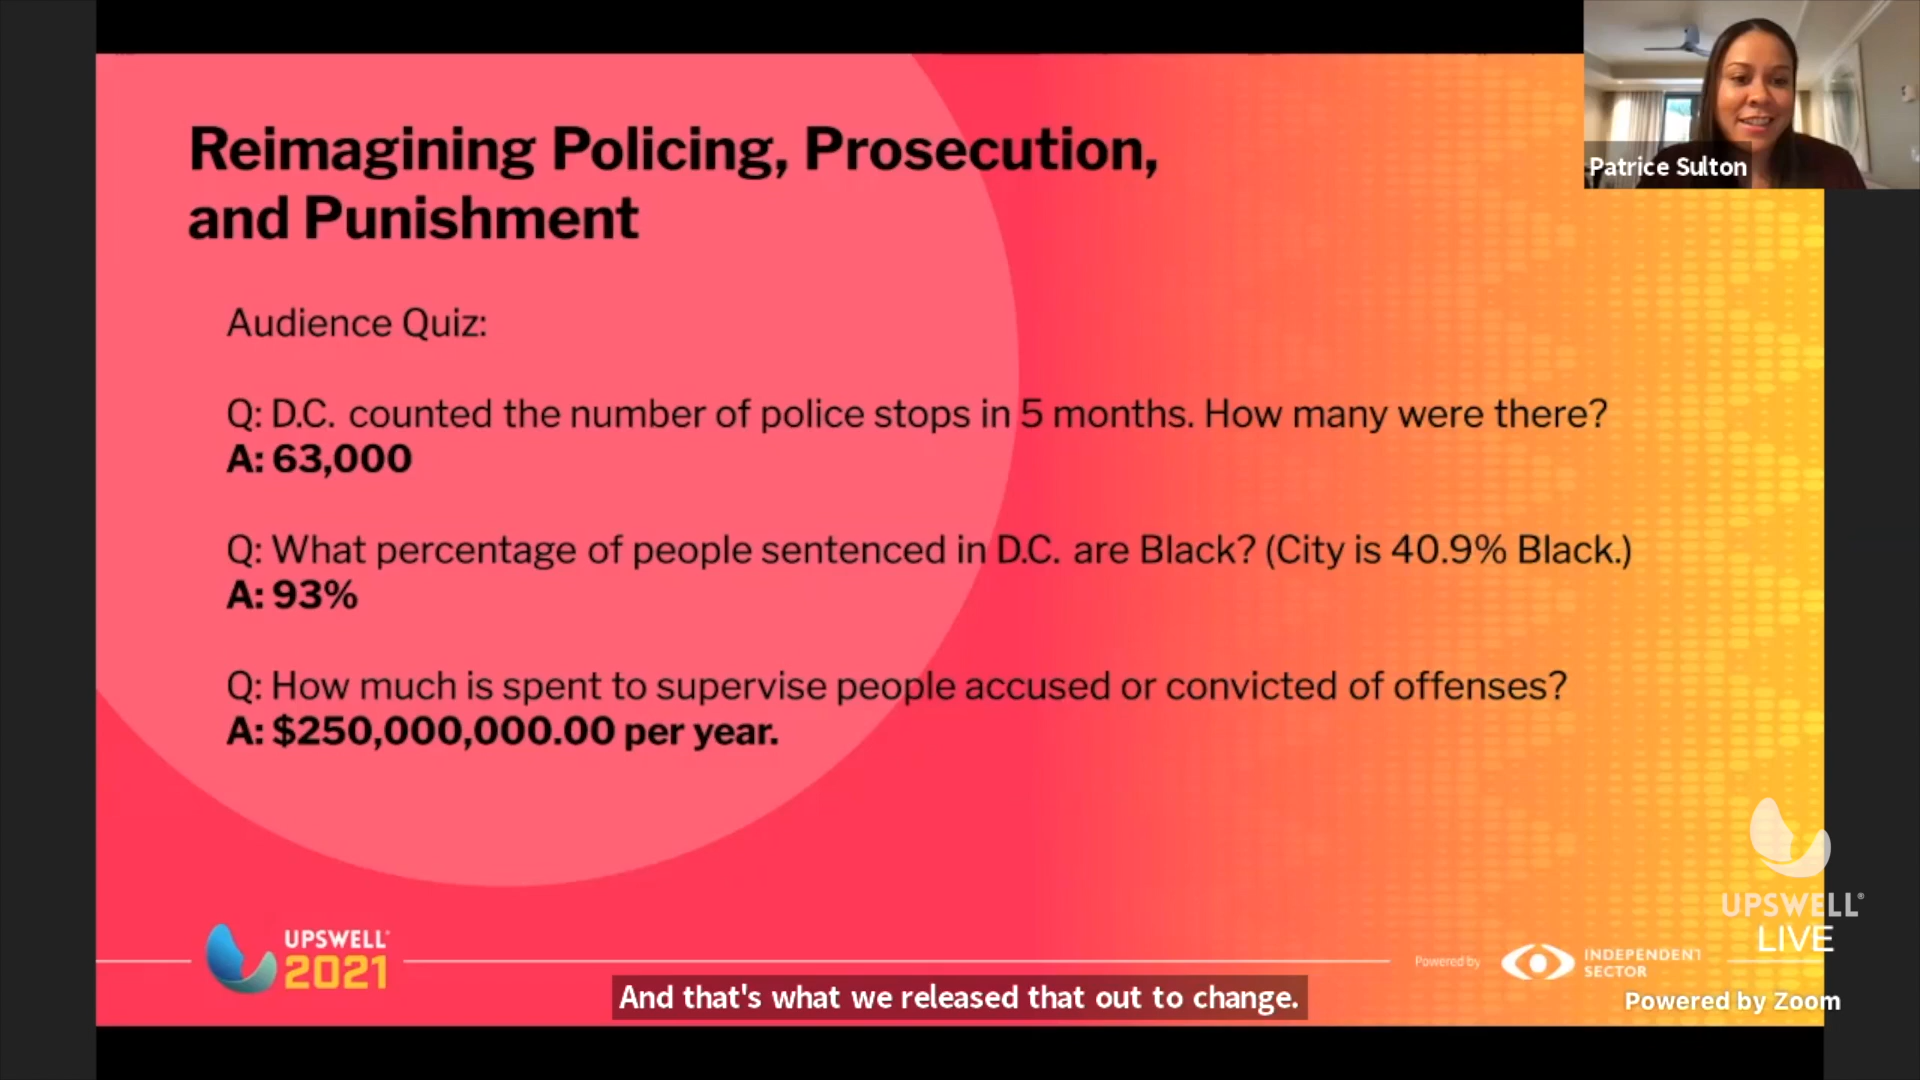 Reimagining Policing, Prosecution,
and Punishment
Patrice Sulton
Audience Quiz:
Q: D.C. counted the number of police stops in 5 months. How many were there?
A: 63,000
Q: What percentage of people sentenced in D.C. are Black? (City is 40.9% Black.)
A: 93%
Q: How much is spent to supervise people accused or convicted of offenses?
A: $250,000,000.00 per year.
UPSWELL®
LIVE
UPSWELL
2021
Powered by
INDEPENDENT
SECTOR
And that's what we released that out to change.
Powered by Zoom